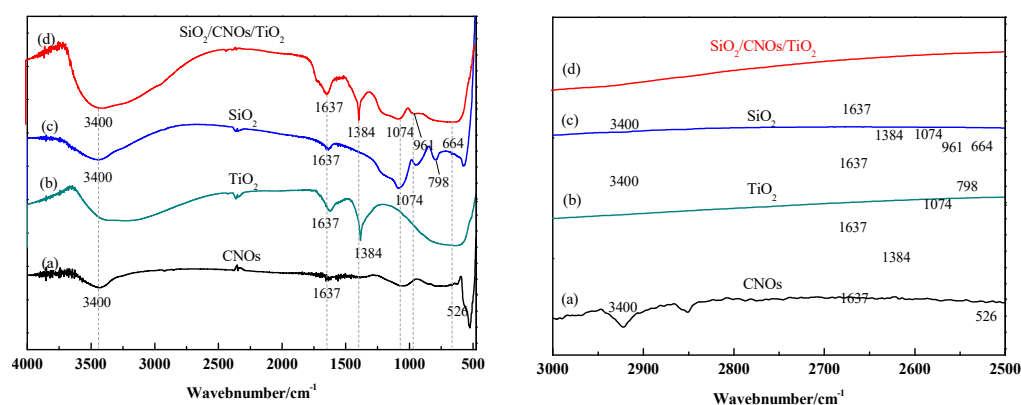 (d)
SiO2/CNOs/TiO2
3400
1637
1384
1074
961
664
(c)
SiO2
3400
1637
1074
798
(b)
TiO2
1637
1384
(a)
CNOs
3400
1637
526
4000 3500 3000 2500 2000 1500 1000 500
Wavebnumber/cm-1
SiO2/CNOs/TiO2
(d)
1637
(c)
3400
SiO2
1384
1074
961
664
1637
3400
798
(b)
TiO2
1074
1637
1384
(a)
CNOs
3400
1637
526
3000 2900 2800 2700 2600 2500
Wavebnumber/cm-1